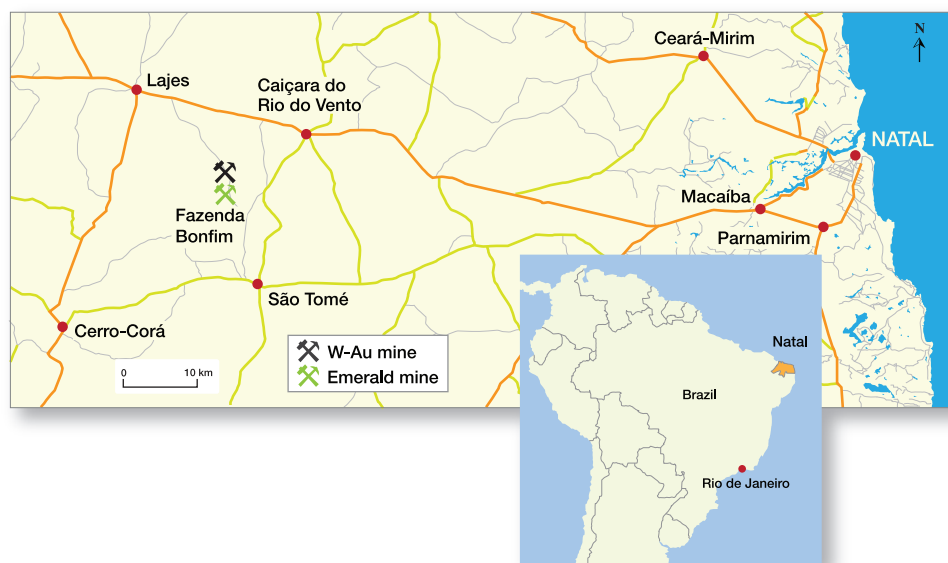 N
Ceará-Mirim
Lajes
Caiçara do
Rio do Vento
NATAL
Fazenda
Bonfim
Macaíba
Parnamirim
São Tomé
Cerro-Corá
0 10 km
W-Au mine
Emerald mine
Natal
Brazil
Rio de Janeiro